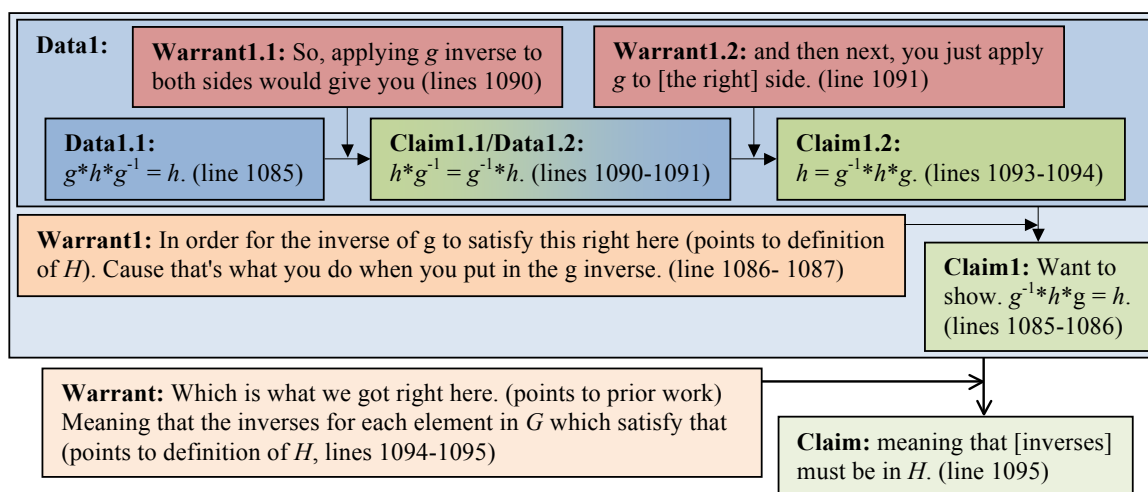 Data1:
Warrant1.1: So, applying g inverse to
both sides would give you (lines 1090)
Warrant1.2: and then next, you just apply
g to [the right] side. (line 1091)
Data1.1:
g*h*g⁻¹ = h. (line 1085)
Claim1.1/Data1.2:
h*g⁻¹ = g⁻¹*h. (lines 1090-1091)
Claim1.2:
h = g⁻¹*h*g. (lines 1093-1094)
Warrant1: In order for the inverse of g to satisfy this right here (points to definition
of H). Cause that's what you do when you put in the g inverse. (line 1086- 1087)
Claim1: Want to
show. g⁻¹*h*g = h.
(lines 1085-1086)
Warrant: Which is what we got right here. (points to prior work)
Meaning that the inverses for each element in G which satisfy that
(points to definition of H, lines 1094-1095)
Claim: meaning that [inverses]
must be in H. (line 1095)